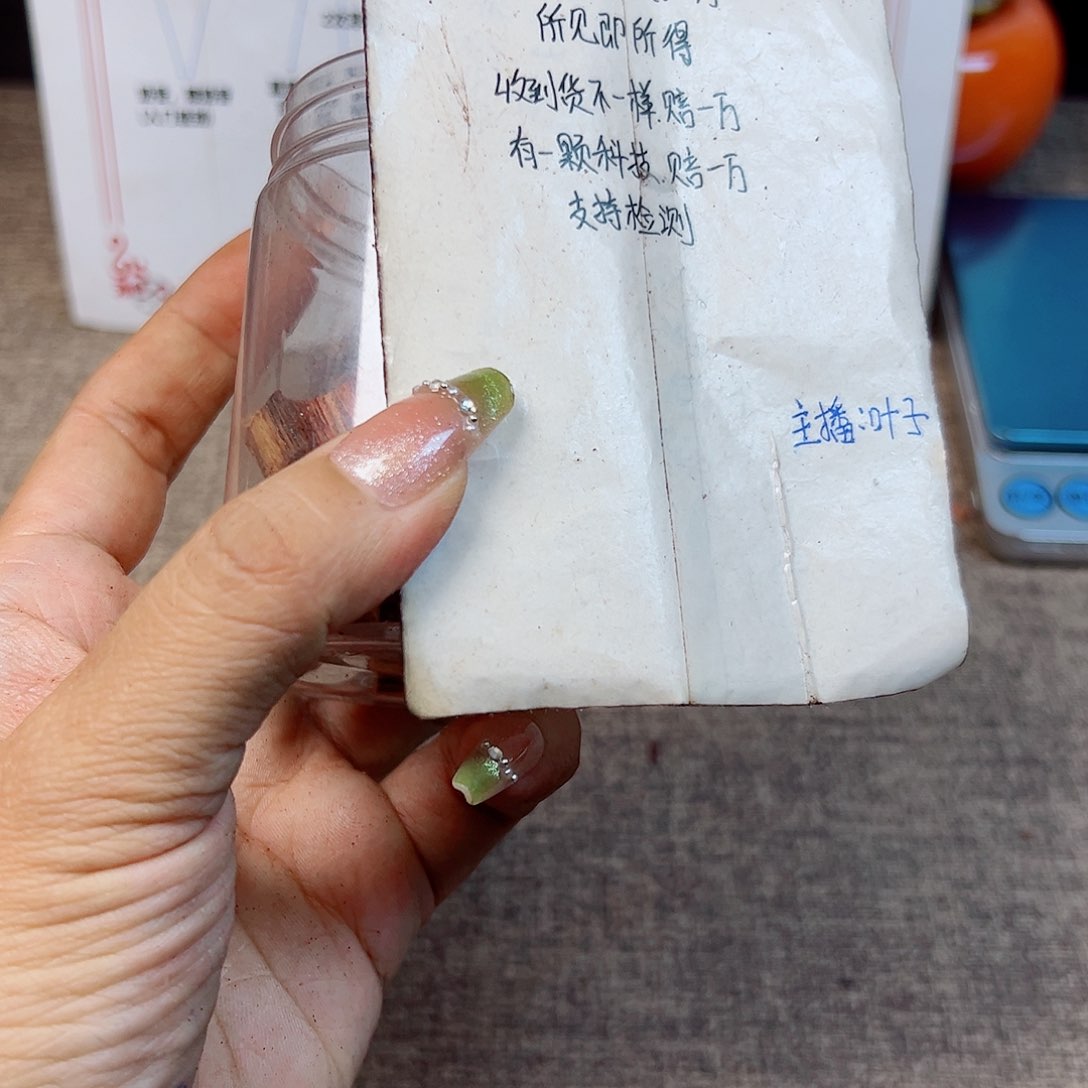 所见即所得
收到货不一样.赔一万
有一颗科技.赔一万
支持检测
主播:叶子